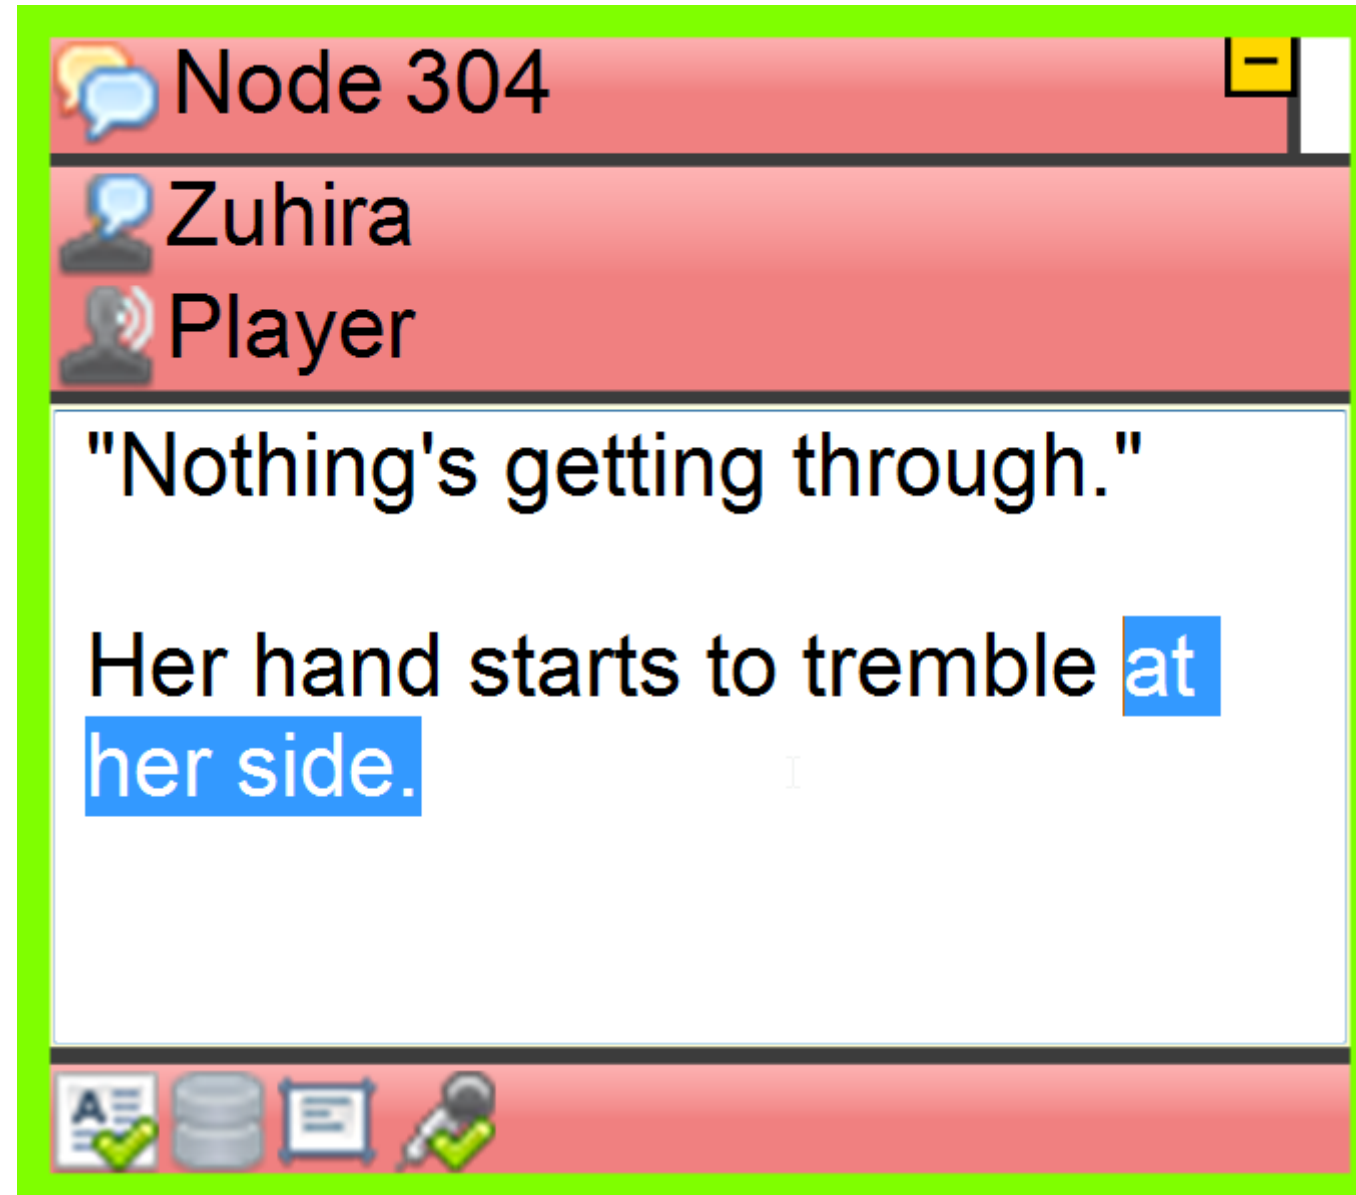 Node 304
Zuhira
Player
"Nothing's getting through."
Her hand starts to tremble at
her side.